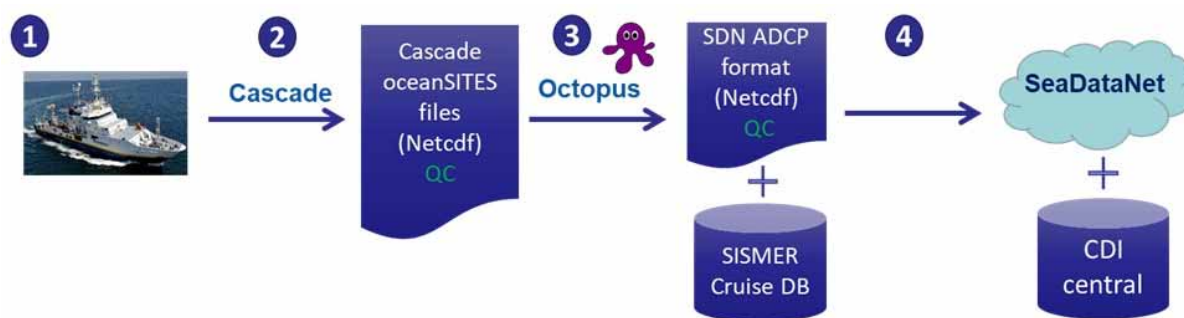 1
2
Cascade
Cascade
oceanSITES
files
(Netcdf)
QC
3
Octopus
SDN ADCP
format
(Netcdf)
QC
+
SISMER
Cruise DB
4
SeaDataNet
+
CDI
central